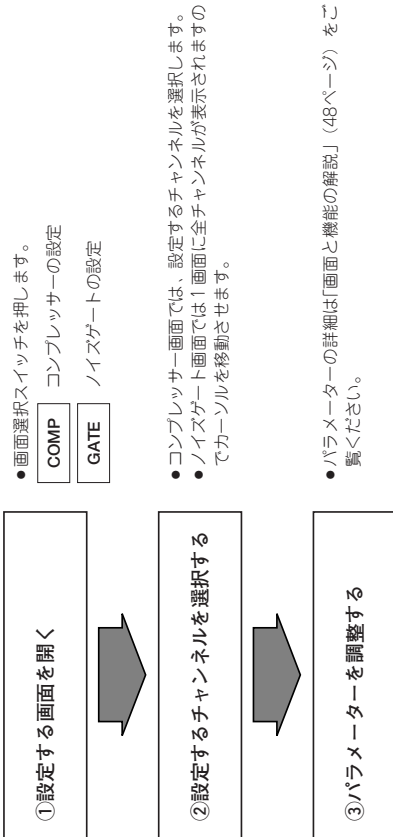 ①設定する画面を開く
●画面選択スイッチを押します。
COMP コンプレッサーの設定
GATE ノイズゲートの設定
②設定するチャンネルを選択する
●コンプレッサー画面では、設定するチャンネルを選択します。
●ノイズゲート画面では1画面に全チャンネルが表示されますの
でカーソルを移動させます。
③パラメーターを調整する
●パラメーターの詳細は「画面と機能の解説」（48ページ）をご
覧ください。